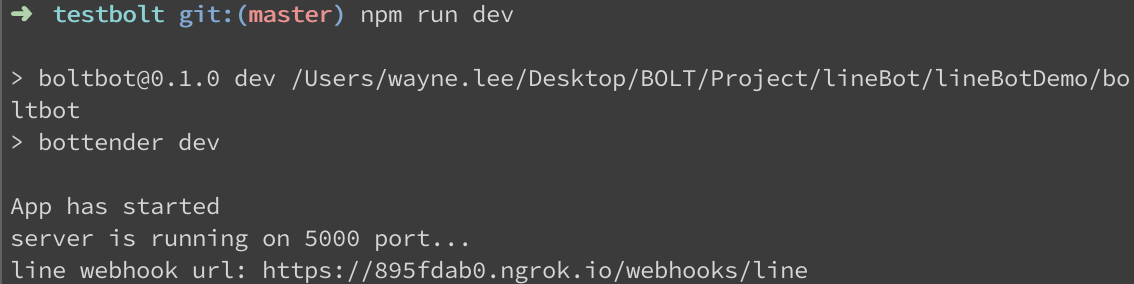 ➜ testbolt git:(master) npm run dev
> boltbot@0.1.0 dev /Users/wayne.lee/Desktop/BOLT/Project/lineBot/lineBotDemo/bo
ltbot
> bottender dev
App has started
server is running on 5000 port...
line webhook url: https://895fdab0.ngrok.io/webhooks/line